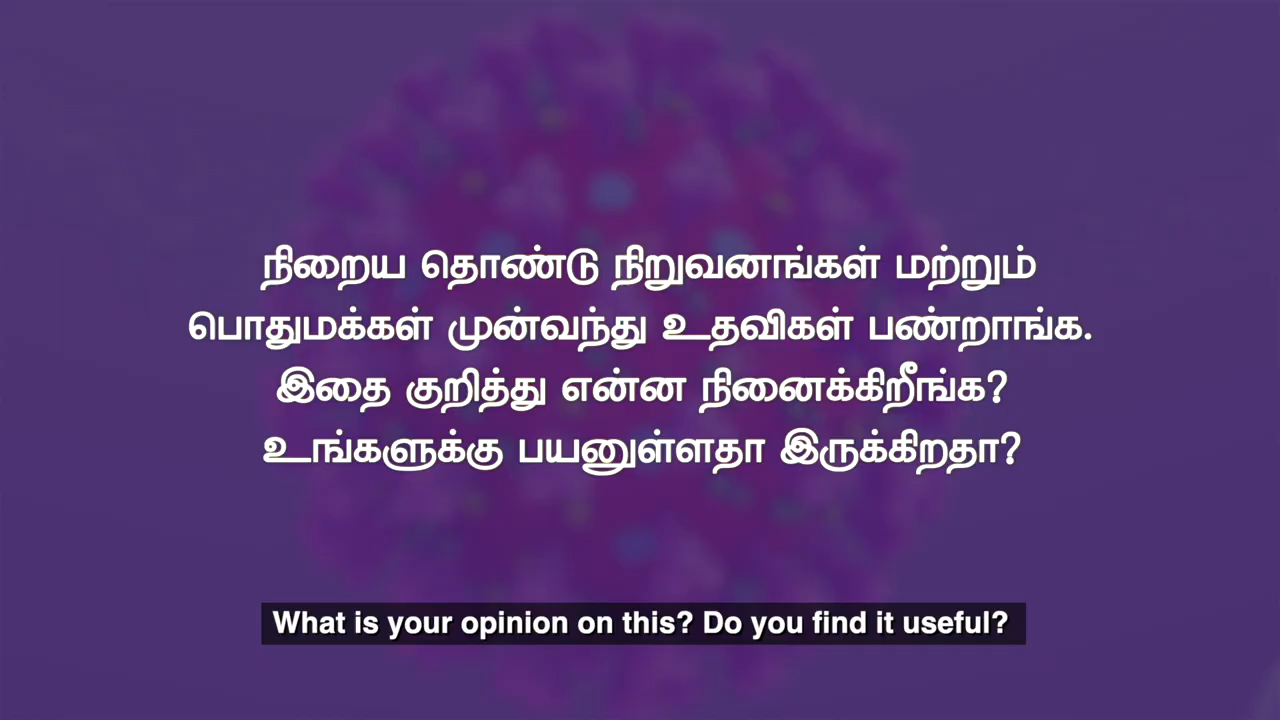 நிறைய தொண்டு நிறுவனங்கள் மற்றும்
பொதுமக்கள் முன்வந்து உதவிகள் பண்றாங்க.
இதை குறித்து என்ன நினைக்கிறீங்க?
உங்களுக்கு பயனுள்ளதா இருக்கிறதா?
What is your opinion on this? Do you find it useful?